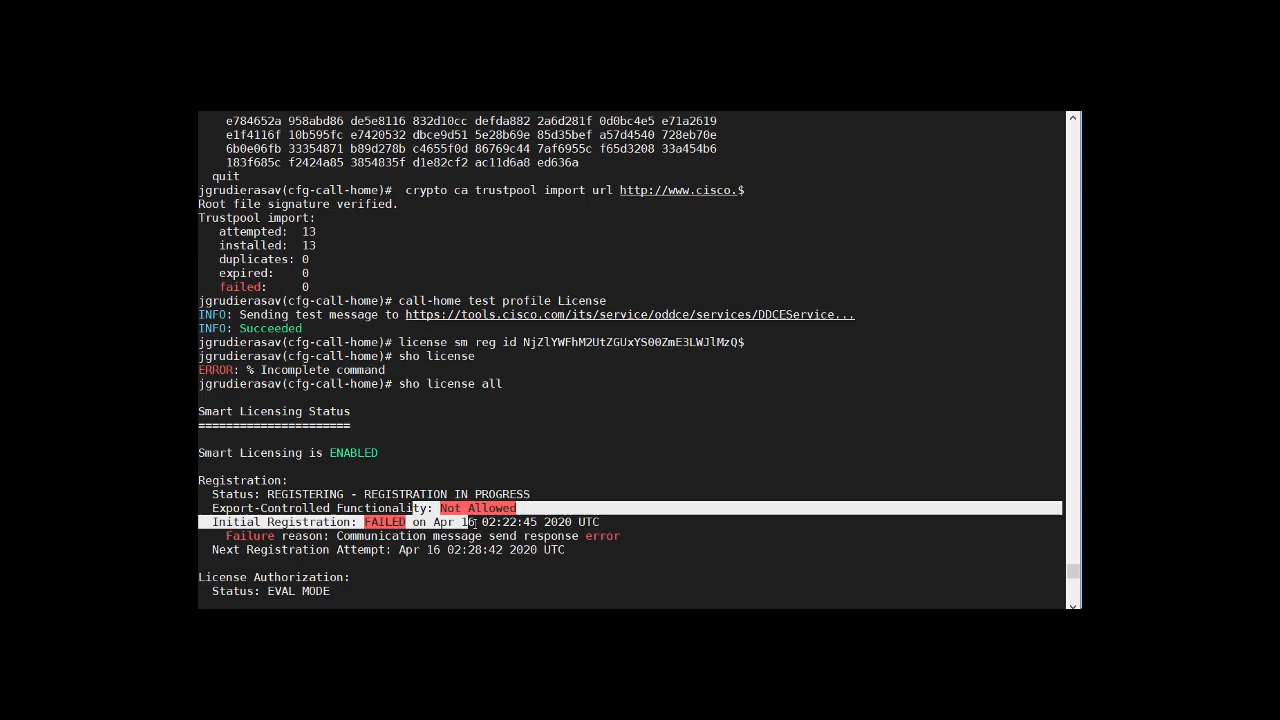 e784652a 958abd86 de5e8116 832d10cc defda882 2a6d281f 0d0bc4e5 e71a2619
e1f4116f 10b595fc e7420532 dbce9d51 5e28b69e 85d35bef a57d4540 728eb70e
6b0e06fb 33354871 b89d278b c4655f0d 86769c44 7af6955c f65d3208 33a454b6
183f685c f2424a85 3854835f d1e82cf2 ac11d6a8 ed636a
quit
jgrudierasav(cfg-call-home)#  crypto ca trustpool import url http://www.cisco.$
Root file signature verified.
Trustpool import:
attempted:  13
installed:  13
duplicates: 0
expired:    0
failed:     0
jgrudierasav(cfg-call-home)# call-home test profile License
INFO: Sending test message to https://tools.cisco.com/its/service/oddce/services/DDCEService...
INFO: Succeeded
jgrudierasav(cfg-call-home)# license sm reg id NjZlYWFhM2UtZGUxYS00ZmE3LWJlMzQ$
jgrudierasav(cfg-call-home)# sho license
ERROR: % Incomplete command
jgrudierasav(cfg-call-home)# sho license all
Smart Licensing Status
======================
Smart Licensing is ENABLED
Registration:
Status: REGISTERING - REGISTRATION IN PROGRESS
Export-Controlled Functionality: Not Allowed
Initial Registration: FAILED on Apr 16 02:22:45 2020 UTC
Failure reason: Communication message send response error
Next Registration Attempt: Apr 16 02:28:42 2020 UTC
License Authorization:
Status: EVAL MODE